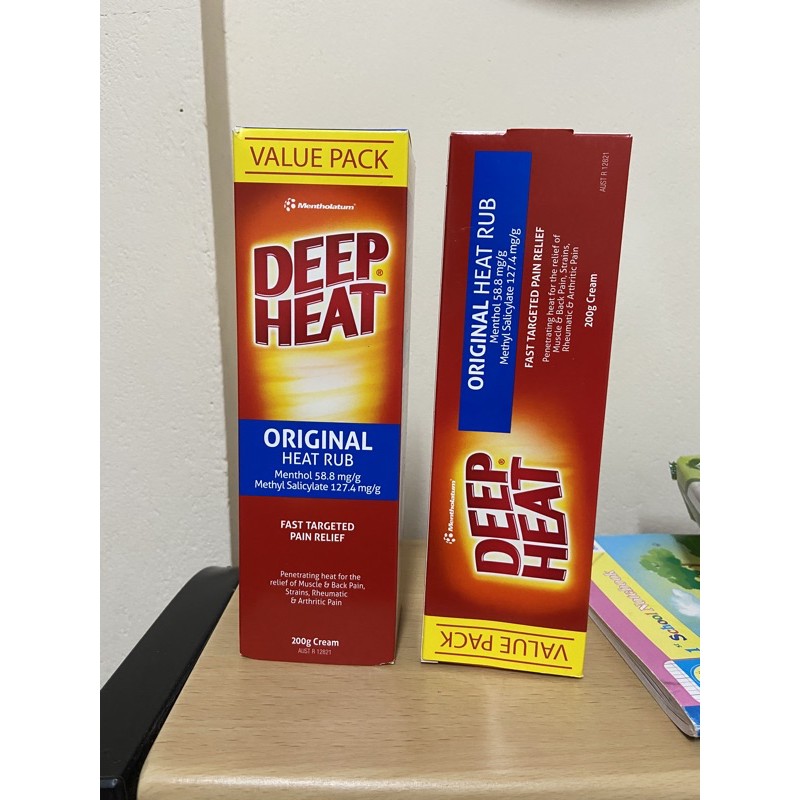 VALUE PACK
Mentholatum
DEEP
HEAT
ORIGINAL
HEAT RUB
Menthol 58.8 mg/g
Methyl Salicylate 127.4 mg/g
FAST TARGETED
PAIN RELIEF
Penetrating heat for the
relief of Muscle & Back Pain,
Strains, Rheumatic
& Arthritic Pain
200g Cream
AUST R 12821
VALUE PACK
Mentholatum
DEEP
HEAT
ORIGINAL HEAT RUB
Menthol 58.8 mg/g
Methyl Salicylate 127.4 mg/g
FAST TARGETED PAIN RELIEF
Penetrating heat for the relief of
Muscle & Back Pain, Strains,
Rheumatic & Arthritic Pain
200g Cream
AUST R 12821
School Notebook